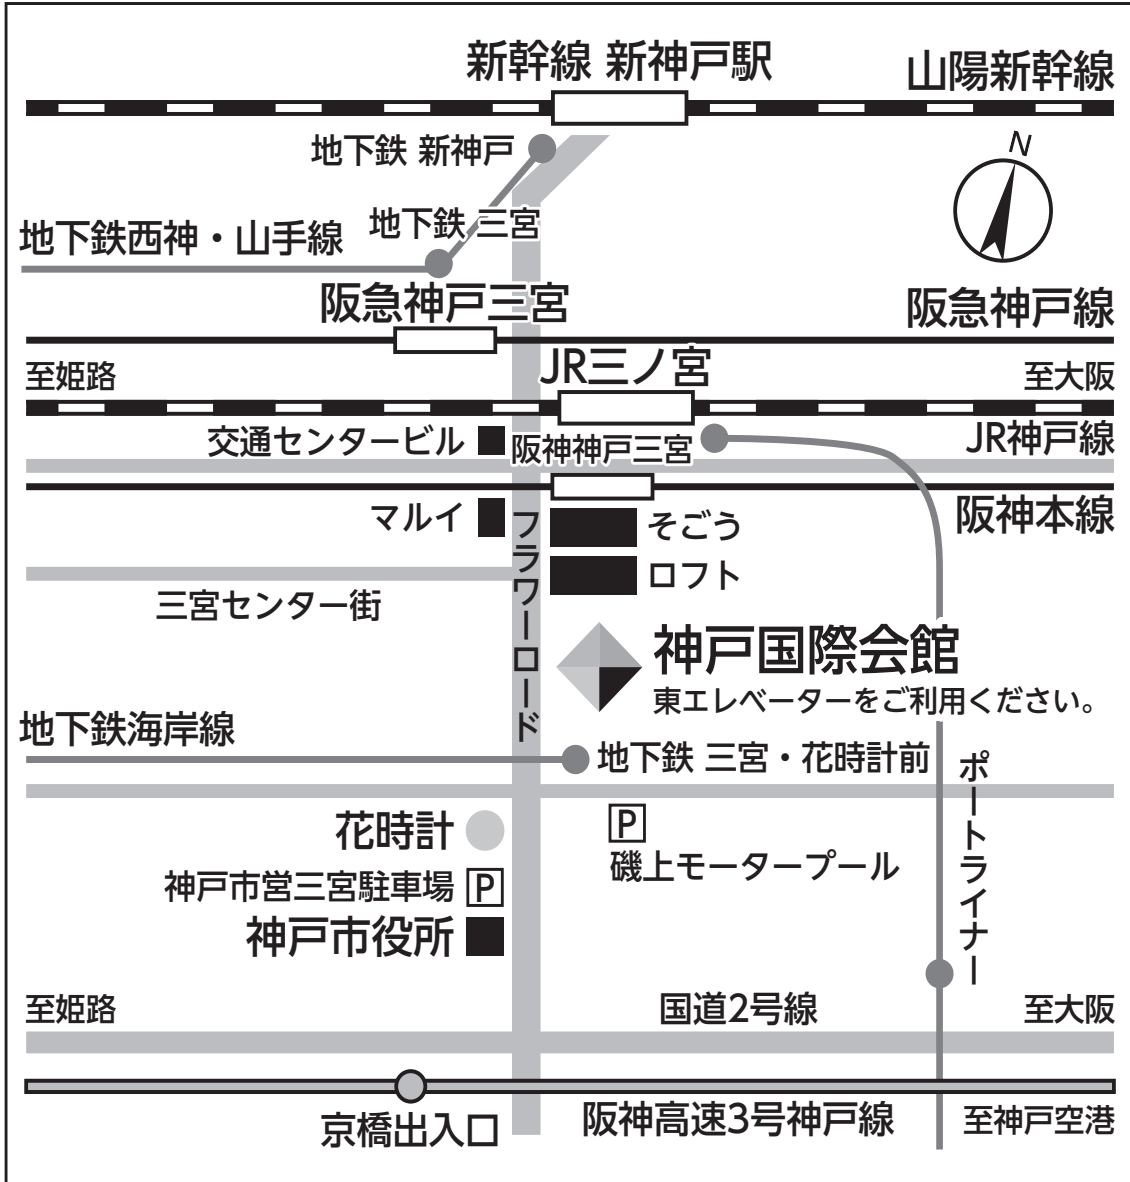 新幹線 新神戸駅
山陽新幹線
地下鉄 新神戸
N
地下鉄 三宮
地下鉄西神・山手線
阪急神戸三宮
阪急神戸線
JR三ノ宮
至姫路
至大阪
交通センタービル
阪神神戸三宮
JR神戸線
マルイ
フラワーロード
そごう
阪神本線
ロフト
三宮センター街
神戸国際会館
東エレベーターをご利用ください。
地下鉄海岸線
地下鉄 三宮・花時計前
ポートライナー
花時計
P
磯上モータープール
神戸市営三宮駐車場 P
神戸市役所
至姫路
国道2号線
至大阪
京橋出入口
阪神高速3号神戸線
至神戸空港